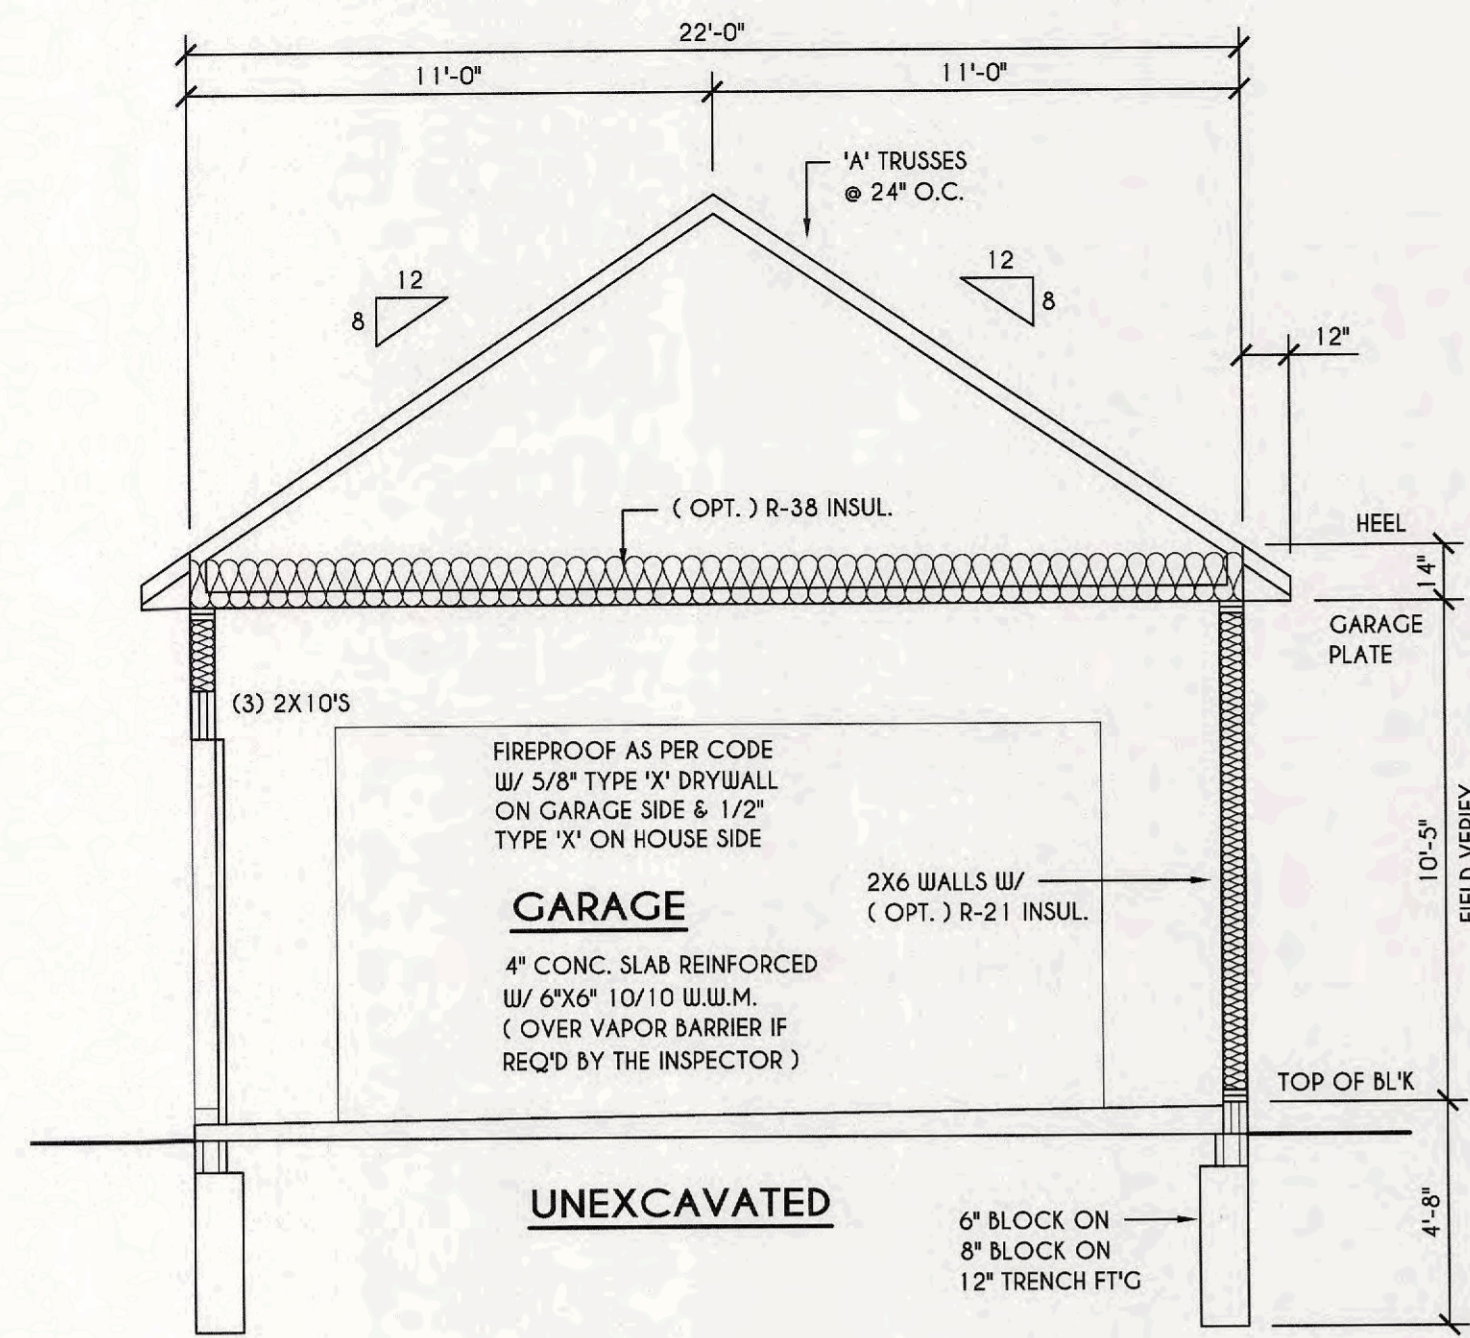 22'-0"
11'-0"
11'-0"
'A' TRUSSES
@ 24" O.C.
12
8
12
8
12"
( OPT. ) R-38 INSUL.
HEEL
14"
GARAGE
PLATE
(3) 2X10'S
FIREPROOF AS PER CODE
W/ 5/8" TYPE 'X' DRYWALL
ON GARAGE SIDE & 1/2"
TYPE 'X' ON HOUSE SIDE
10'-5"
FIELD VERIFY
2X6 WALLS W/
( OPT. ) R-21 INSUL.
GARAGE
4" CONC. SLAB REINFORCED
W/ 6"X6" 10/10 W.W.M.
( OVER VAPOR BARRIER IF
REQ'D BY THE INSPECTOR )
TOP OF BL'K
UNEXCAVATED
4'-8"
6" BLOCK ON
8" BLOCK ON
12" TRENCH FT'G